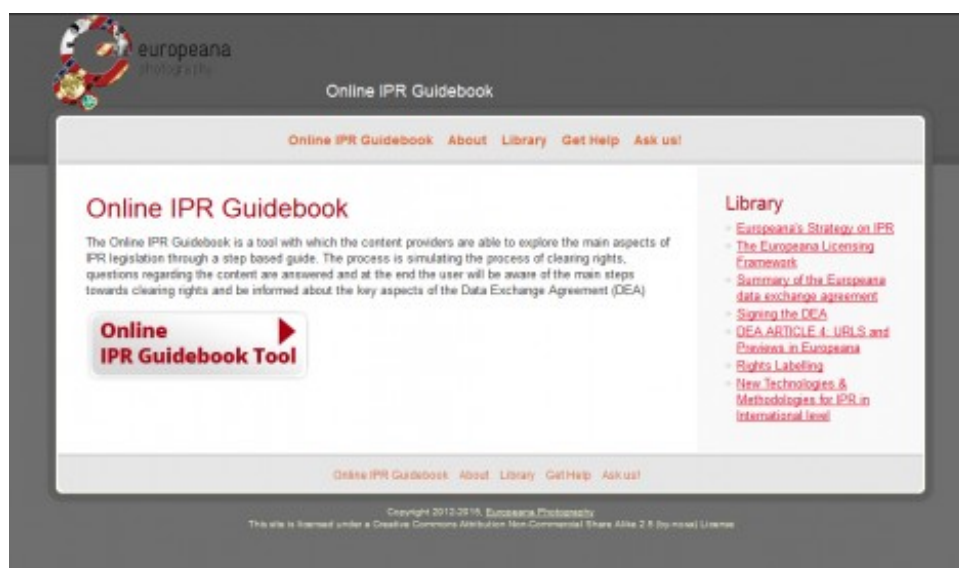 europeana
photography
Online IPR Guidebook
Online IPR Guidebook About Library Get Help Ask us!
Online IPR Guidebook
The Online IPR Guidebook is a tool with which the content providers are able to explore the main aspects of
IPR legislation through a step based guide. The process is simulating the process of clearing rights,
questions regarding the content are answered and at the end the user will be aware of the main steps
towards clearing rights and be informed about the key aspects of the Data Exchange Agreement (DEA)
Online
IPR Guidebook Tool
Library
Europeana's Strategy on IPR
The Europeana Licensing
Framework
Summary of the Europeana
data exchange agreement
Signing the DEA
DEA ARTICLE 4: URLS and
Previews in Europeana
Rights Labelling
New Technologies &
Methodologies for IPR in
International level
Online IPR Guidebook About Library Get Help Ask us!
Copyright 2012-2015, Europeana Photography
This site is licensed under a Creative Commons Attribution Non-Commercial Share Alike 2.5 (by-nc-sa) License